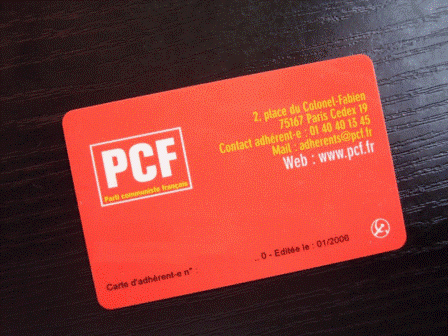 PCF
Parti communiste français
2, place du Colonel-Fabien
75167 Paris Cedex 19
Contact adhérent·e : 01 40 40 13 45
Mail : adherents@pcf.fr
Web : www.pcf.fr
Carte d'adhérent·e n° : .. 0 - Editée le : 01/2006